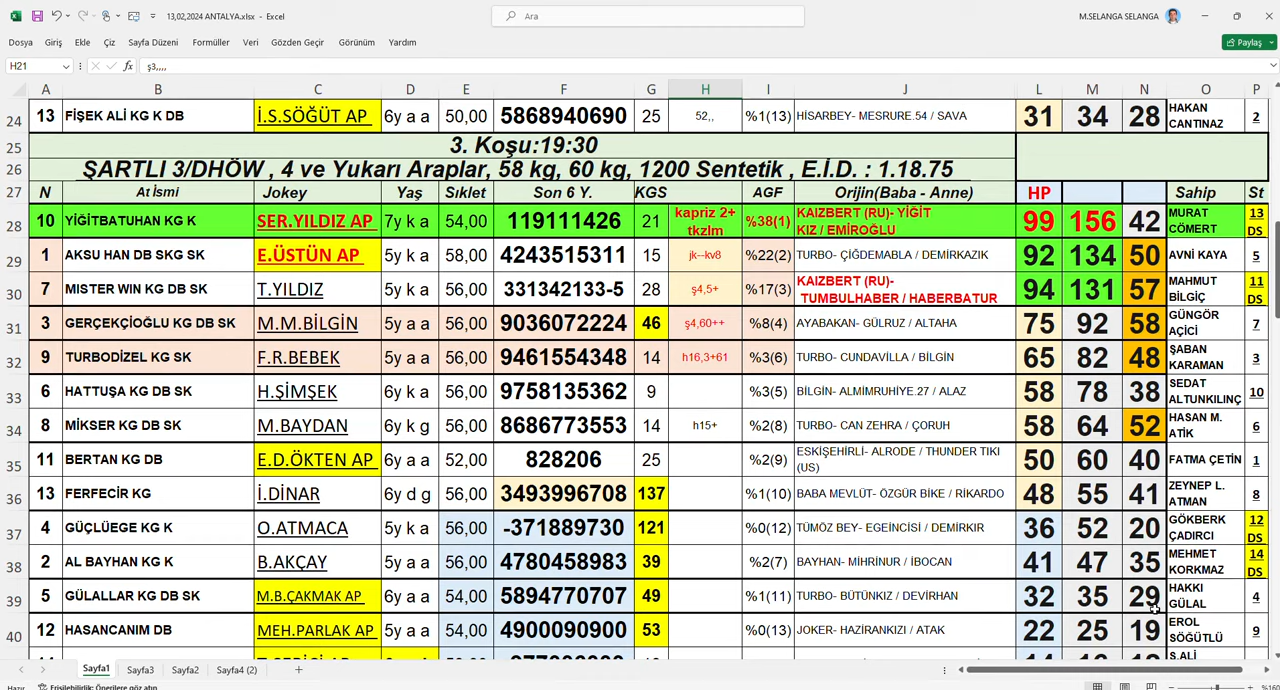 13,02,2024 ANTALYA.xlsx - Excel
Ara
M.SELANGA SELANGA
Dosya Giriş Ekle Çiz Sayfa Düzeni Formüller Veri Gözden Geçir Görünüm Yardım Paylaş
H21 fx ş3,,,,
A B C D E F G H I J L M N O P
24 13 FİŞEK ALİ KG K DB İ.S.SÖĞÜT AP 6y a a 50,00 5868940690 25 52,, %1(13) HİSARBEY- MESRURE.54 / SAVA 31 34 28 HAKAN CANTINAZ 2
25 3. Koşu:19:30
26 ŞARTLI 3/DHÖW , 4 ve Yukarı Araplar, 58 kg, 60 kg, 1200 Sentetik , E.İ.D. : 1.18.75
27 N At İsmi Jokey Yaş Sıklet Son 6 Y. KGS AGF Orijin(Baba - Anne) HP Sahip St
28 10 YİĞİTBATUHAN KG K SER.YILDIZ AP 7y k a 54,00 119111426 21 kapriz 2+ tkzlm %38(1) KAIZBERT (RU)- YİĞİT KIZ / EMİROĞLU 99 156 42 MURAT CÖMERT 13 DS
29 1 AKSU HAN DB SKG SK E.ÜSTÜN AP 5y k a 58,00 4243515311 15 jk--kv8 %22(2) TURBO- ÇİĞDEMABLA / DEMİRKAZIK 92 134 50 AVNİ KAYA 5
30 7 MISTER WIN KG DB SK T.YILDIZ 5y k a 56,00 331342133-5 28 ş4,5+ %17(3) KAIZBERT (RU)- TUMBULHABER / HABERBATUR 94 131 57 MAHMUT BİLGİÇ 11 DS
31 3 GERÇEKÇİOĞLU KG DB SK M.M.BİLGİN 5y a a 56,00 9036072224 46 ş4,60++ %8(4) AYABAKAN- GÜLRUZ / ALTAHA 75 92 58 GÜNGÖR AÇİCİ 7
32 9 TURBODİZEL KG SK F.R.BEBEK 5y a a 56,00 9461554348 14 h16,3+61 %3(6) TURBO- CUNDAVİLLA / BİLGİN 65 82 48 ŞABAN KARAMAN 3
33 6 HATTUŞA KG DB SK H.ŞİMŞEK 6y a a 56,00 9758135362 9 %3(5) BİLGİN- ALMİMRUHİYE.27 / ALAZ 58 78 38 SEDAT ALTUNKILINÇ 10
34 8 MİKSER KG DB SK M.BAYDAN 6y k g 56,00 8686773553 14 h15+ %2(8) TURBO- CAN ZEHRA / ÇORUH 58 64 52 HASAN M. ATİK 6
35 11 BERTAN KG DB E.D.ÖKTEN AP 6y a a 52,00 828206 25 %2(9) ESKİŞEHİRLİ- ALRODE / THUNDER TIKI (US) 50 60 40 FATMA ÇETİN 1
36 13 FERFECİR KG İ.DİNAR 6y d g 56,00 3493996708 137 %1(10) BABA MEVLÜT- ÖZGÜR BİKE / RİKARDO 48 55 41 ZEYNEP L. ATMAN 8
37 4 GÜÇLÜEGE KG K O.ATMACA 5y k a 56,00 -371889730 121 %0(12) TÜMÖZ BEY- EGEİNCİSİ / DEMİRKIR 36 52 20 GÖKBERK ÇADIRCI 12 DS
38 2 AL BAYHAN KG K B.AKÇAY 5y a a 56,00 4780458983 39 %2(7) BAYHAN- MİHRİNUR / İBOCAN 41 47 35 MEHMET KORKMAZ 14 DS
39 5 GÜLALLAR KG DB SK M.B.ÇAKMAK AP 6y a a 54,00 5894770707 49 %1(11) TURBO- BÜTÜNKIZ / DEVİRHAN 32 35 29 HAKKI GÜLAL 4
40 12 HASANCANIM DB MEH.PARLAK AP 5y a a 54,00 4900090900 53 %0(13) JOKER- HAZİRANKIZI / ATAK 22 25 19 EROL SÖĞÜTLÜ 9
Sayfa1 Sayfa3 Sayfa2 Sayfa4 (2)
Hazır Erişilebilirlik: Önerilere göz atın %160